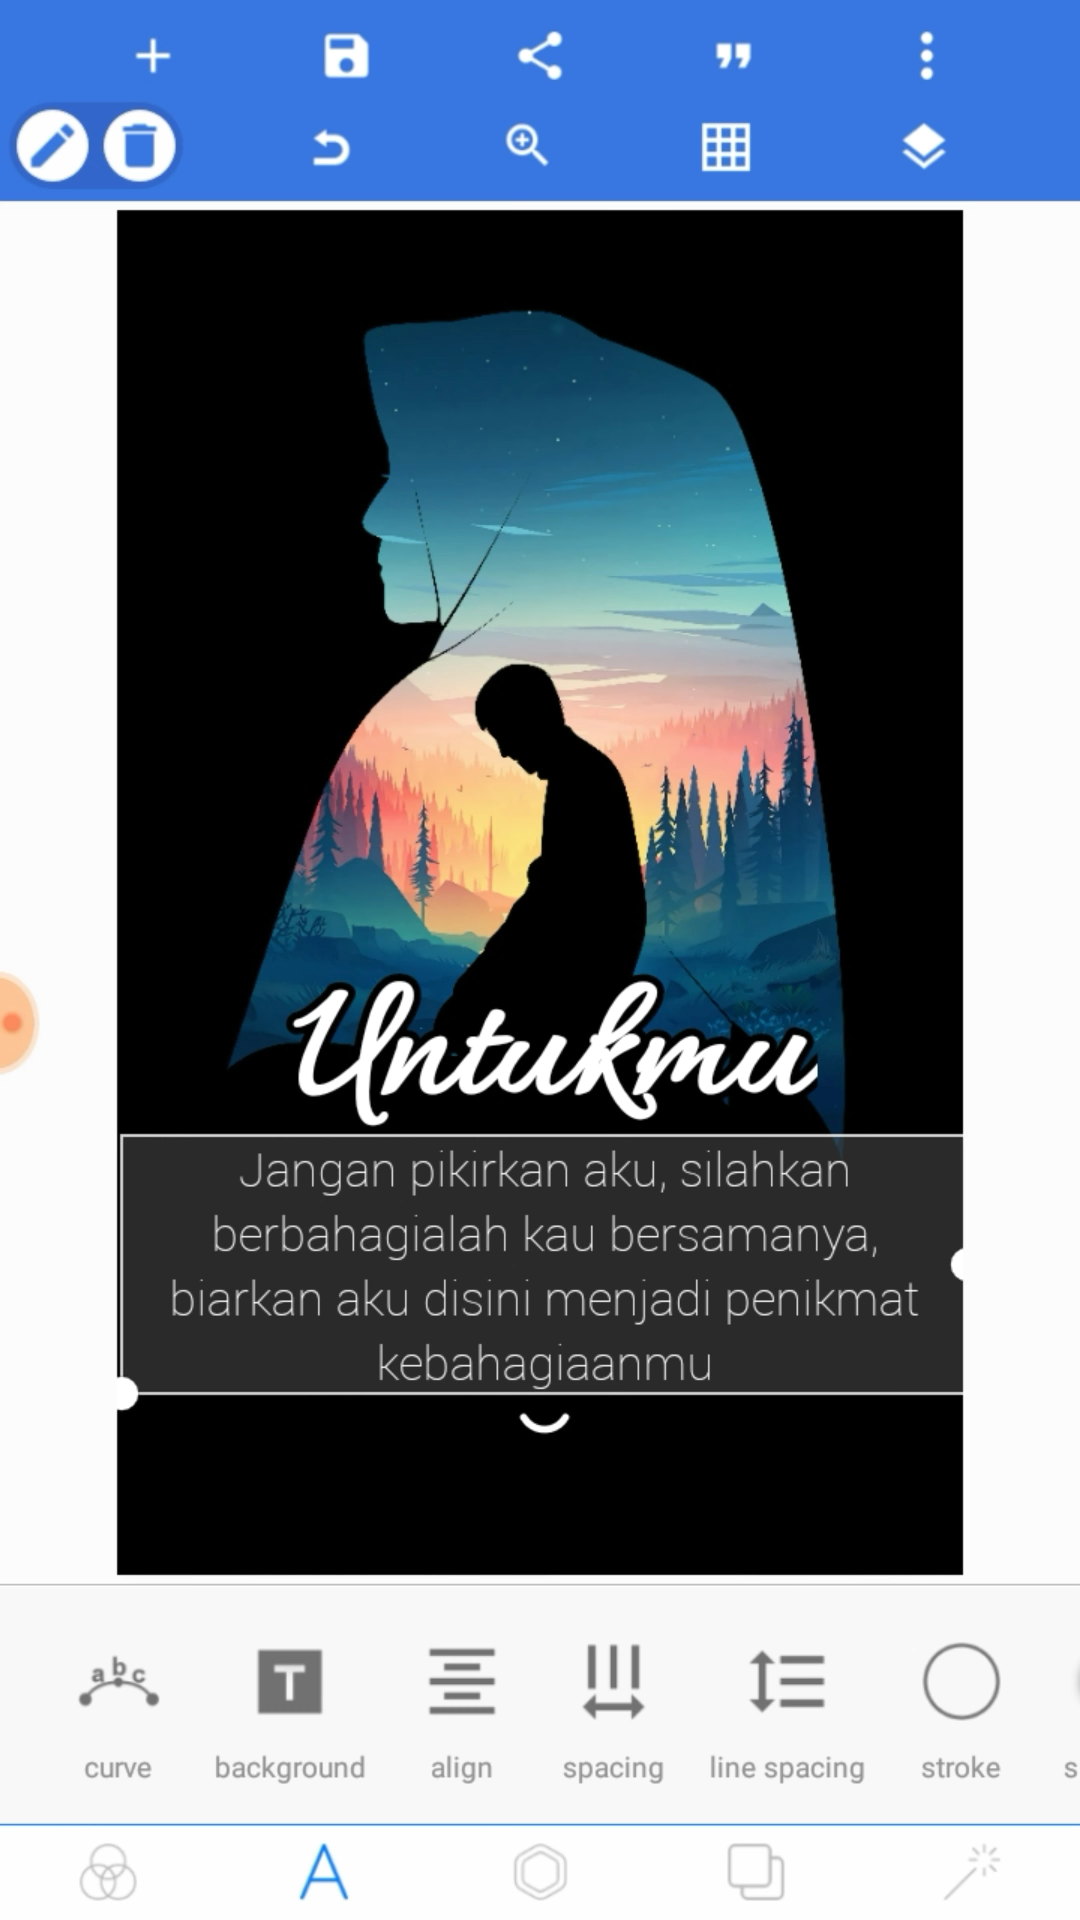 Untukmu
Jangan pikirkan aku, silahkan
berbahagialah kau bersamanya,
biarkan aku disini menjadi penikmat
kebahagiaanmu
abc
T
curve
background
align
spacing
line spacing
stroke
s
A